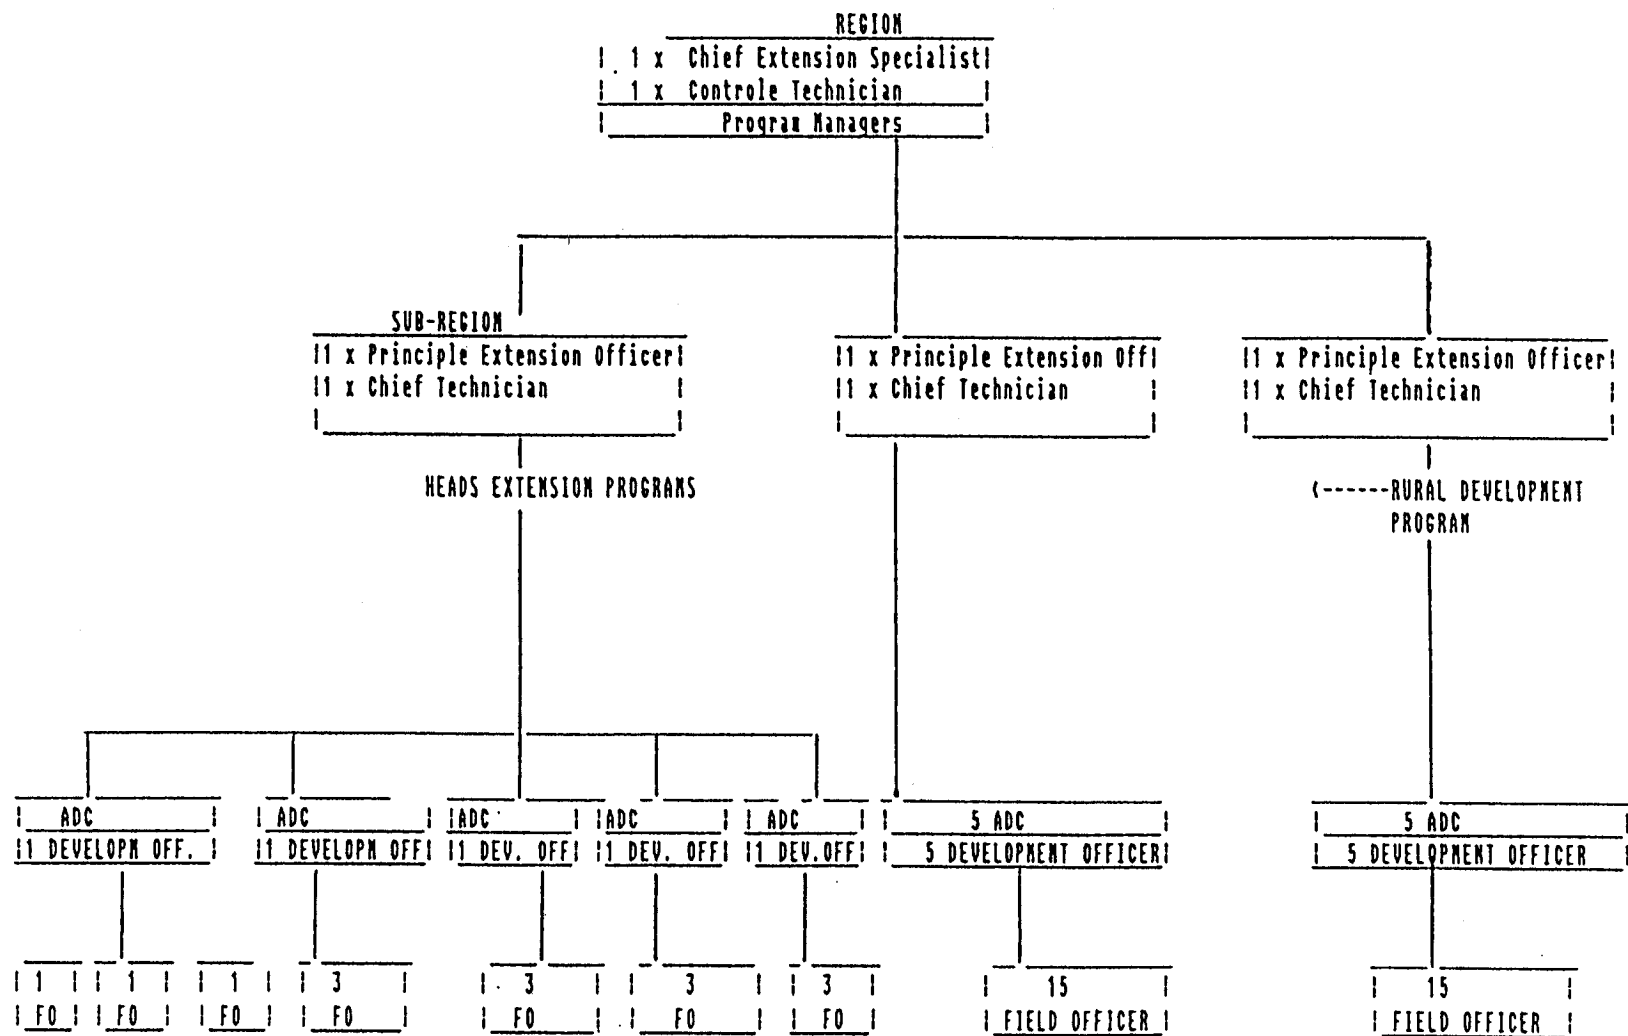 REGION
1 x Chief Extension Specialist
1 x Controle Technician
Program Managers
SUB-REGION
1 x Principle Extension Officer
1 x Chief Technician
1 x Principle Extension Off
1 x Chief Technician
1 x Principle Extension Officer
1 x Chief Technician
HEADS EXTENSION PROGRAMS
<------RURAL DEVELOPMENT
PROGRAM
ADC
1 DEVELOPM OFF.
ADC
1 DEVELOPM OFF
ADC
1 DEV. OFF
ADC
1 DEV. OFF
ADC
1 DEV.OFF
5 ADC
5 DEVELOPMENT OFFICER
5 ADC
5 DEVELOPMENT OFFICER
1
FO
1
FO
1
FO
3
FO
3
FO
3
FO
3
FO
15
FIELD OFFICER
15
FIELD OFFICER